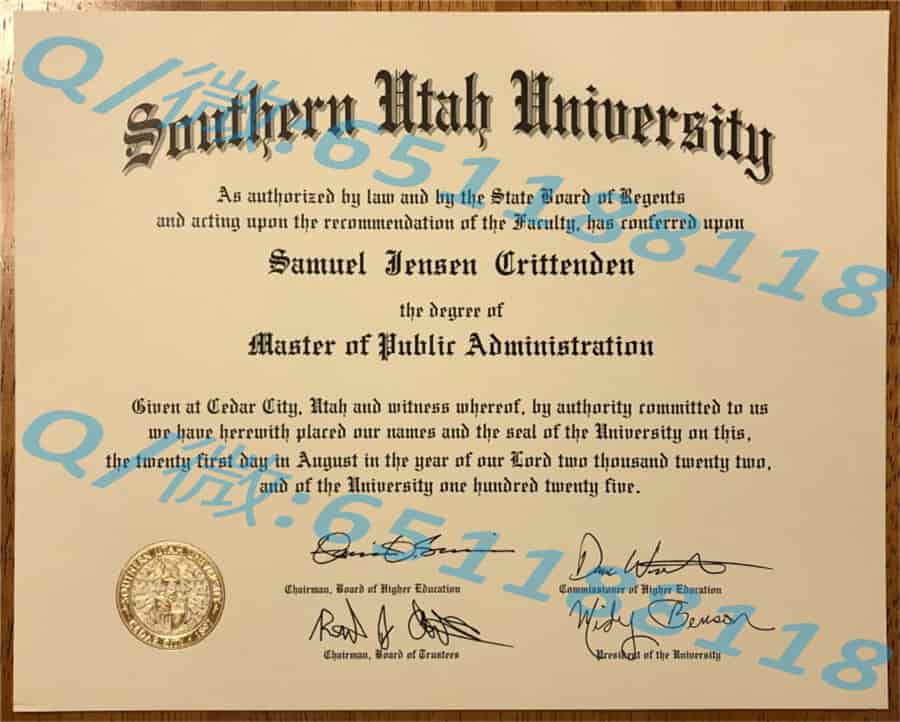 Southern Utah University
As authorized by law and by the State Board of Regents
and acting upon the recommendation of the Faculty, has conferred upon
Samuel Jensen Crittenden
the degree of
Master of Public Administration
Given at Cedar City, Utah and witness whereof, by authority committed to us
we have herewith placed our names and the seal of the University on this,
the twenty first day in August in the year of our Lord two thousand twenty two,
and of the University one hundred twenty five.
Chairman, Board of Higher Education
Commissioner of Higher Education
Chairman, Board of Trustees
President of the University
Q/微:651188118
Q/微:651188118